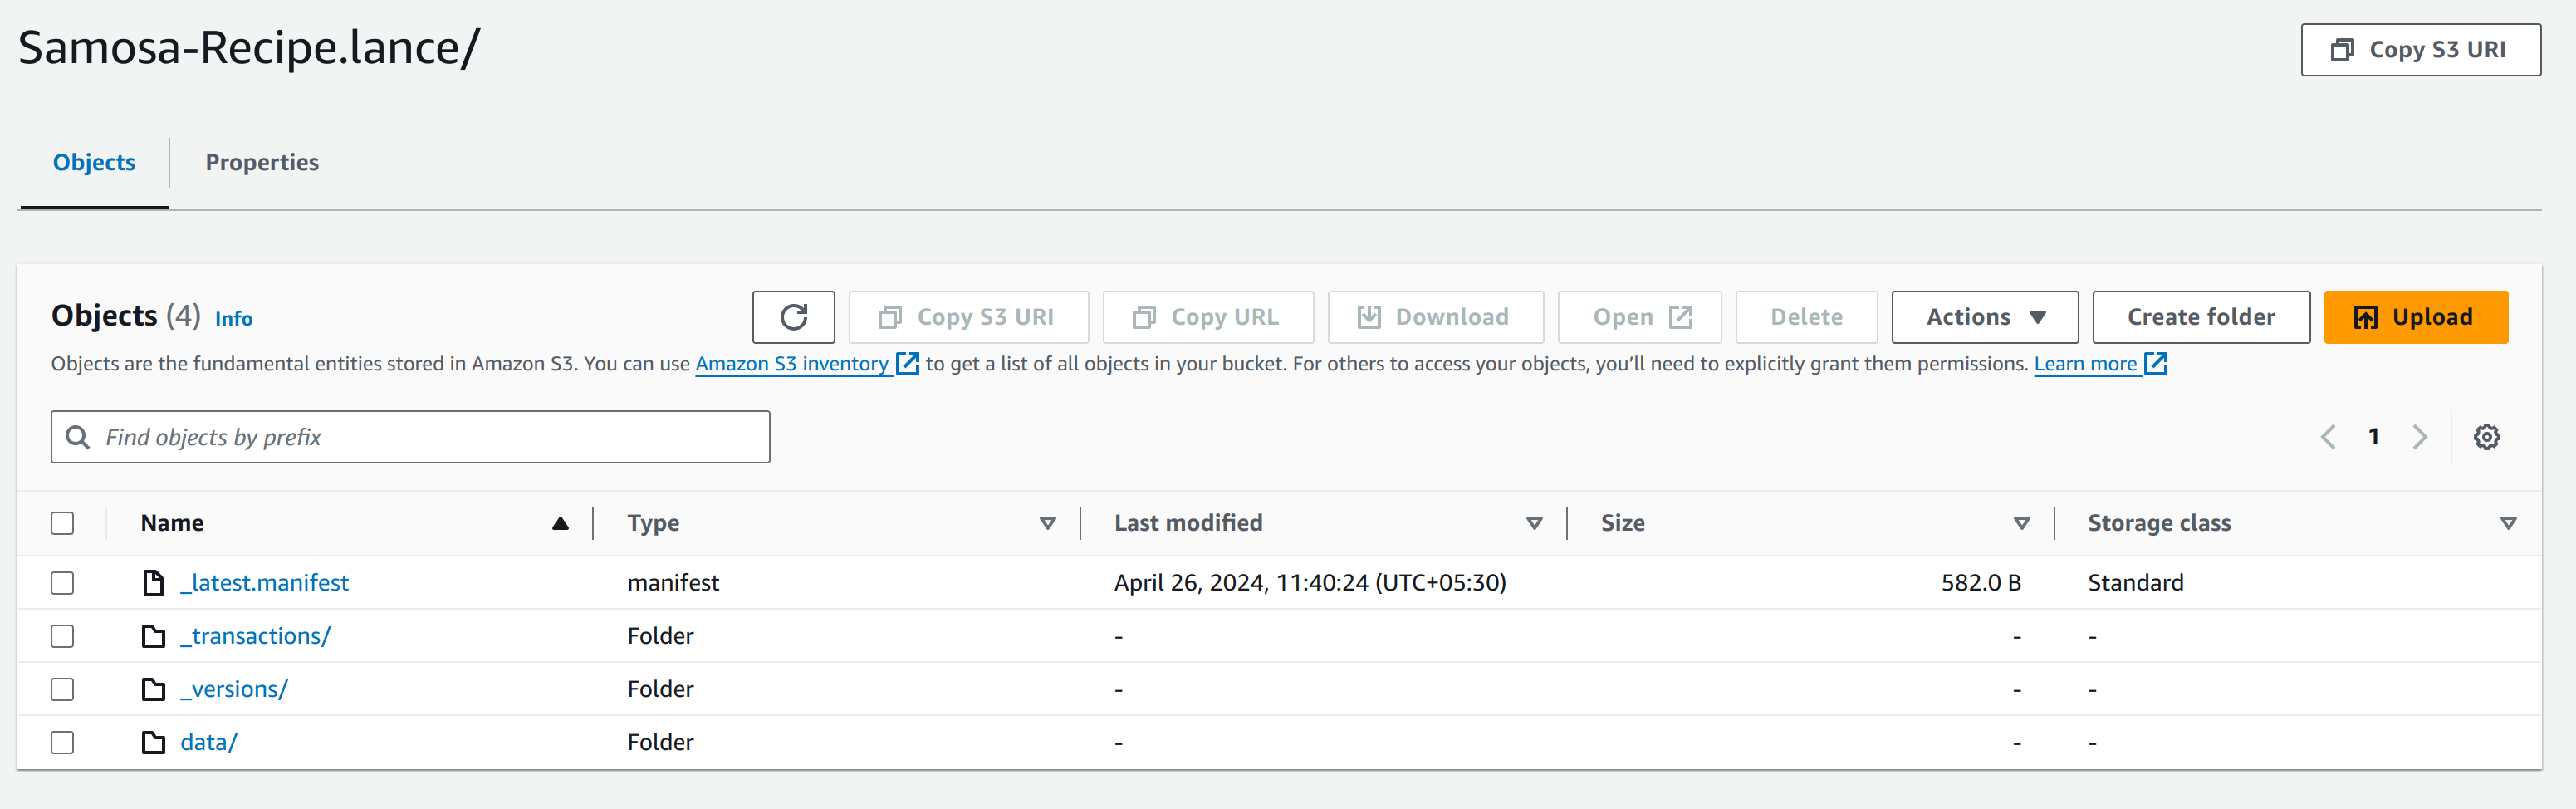 Samosa-Recipe.lance/
Copy S3 URI
Objects
Properties
Objects (4) Info
Copy S3 URI
Copy URL
Download
Open
Delete
Actions
Create folder
Upload
Objects are the fundamental entities stored in Amazon S3. You can use Amazon S3 inventory to get a list of all objects in your bucket. For others to access your objects, you’ll need to explicitly grant them permissions. Learn more
Find objects by prefix
1
Name Type Last modified Size Storage class
_latest.manifest manifest April 26, 2024, 11:40:24 (UTC+05:30) 582.0 B Standard
_transactions/ Folder - - -
_versions/ Folder - - -
data/ Folder - - -